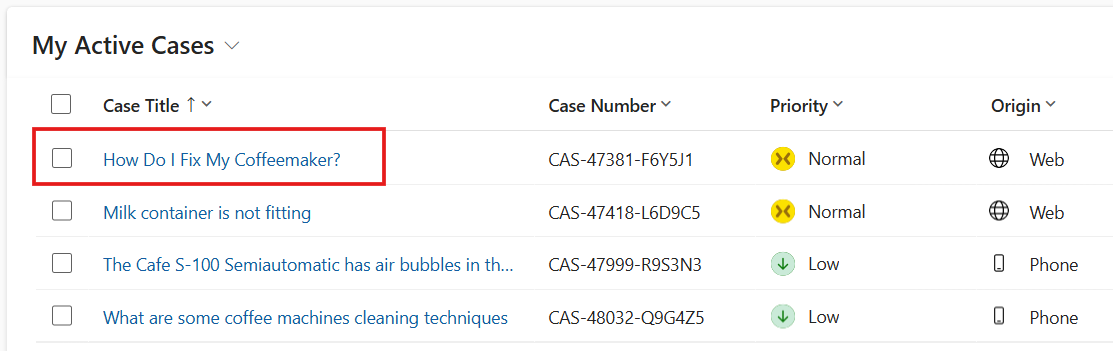 My Active Cases
Case Title Case Number Priority Origin
How Do I Fix My Coffeemaker? CAS-47381-F6Y5J1 Normal Web
Milk container is not fitting CAS-47418-L6D9C5 Normal Web
The Cafe S-100 Semiautomatic has air bubbles in th... CAS-47999-R9S3N3 Low Phone
What are some coffee machines cleaning techniques CAS-48032-Q9G4Z5 Low Phone